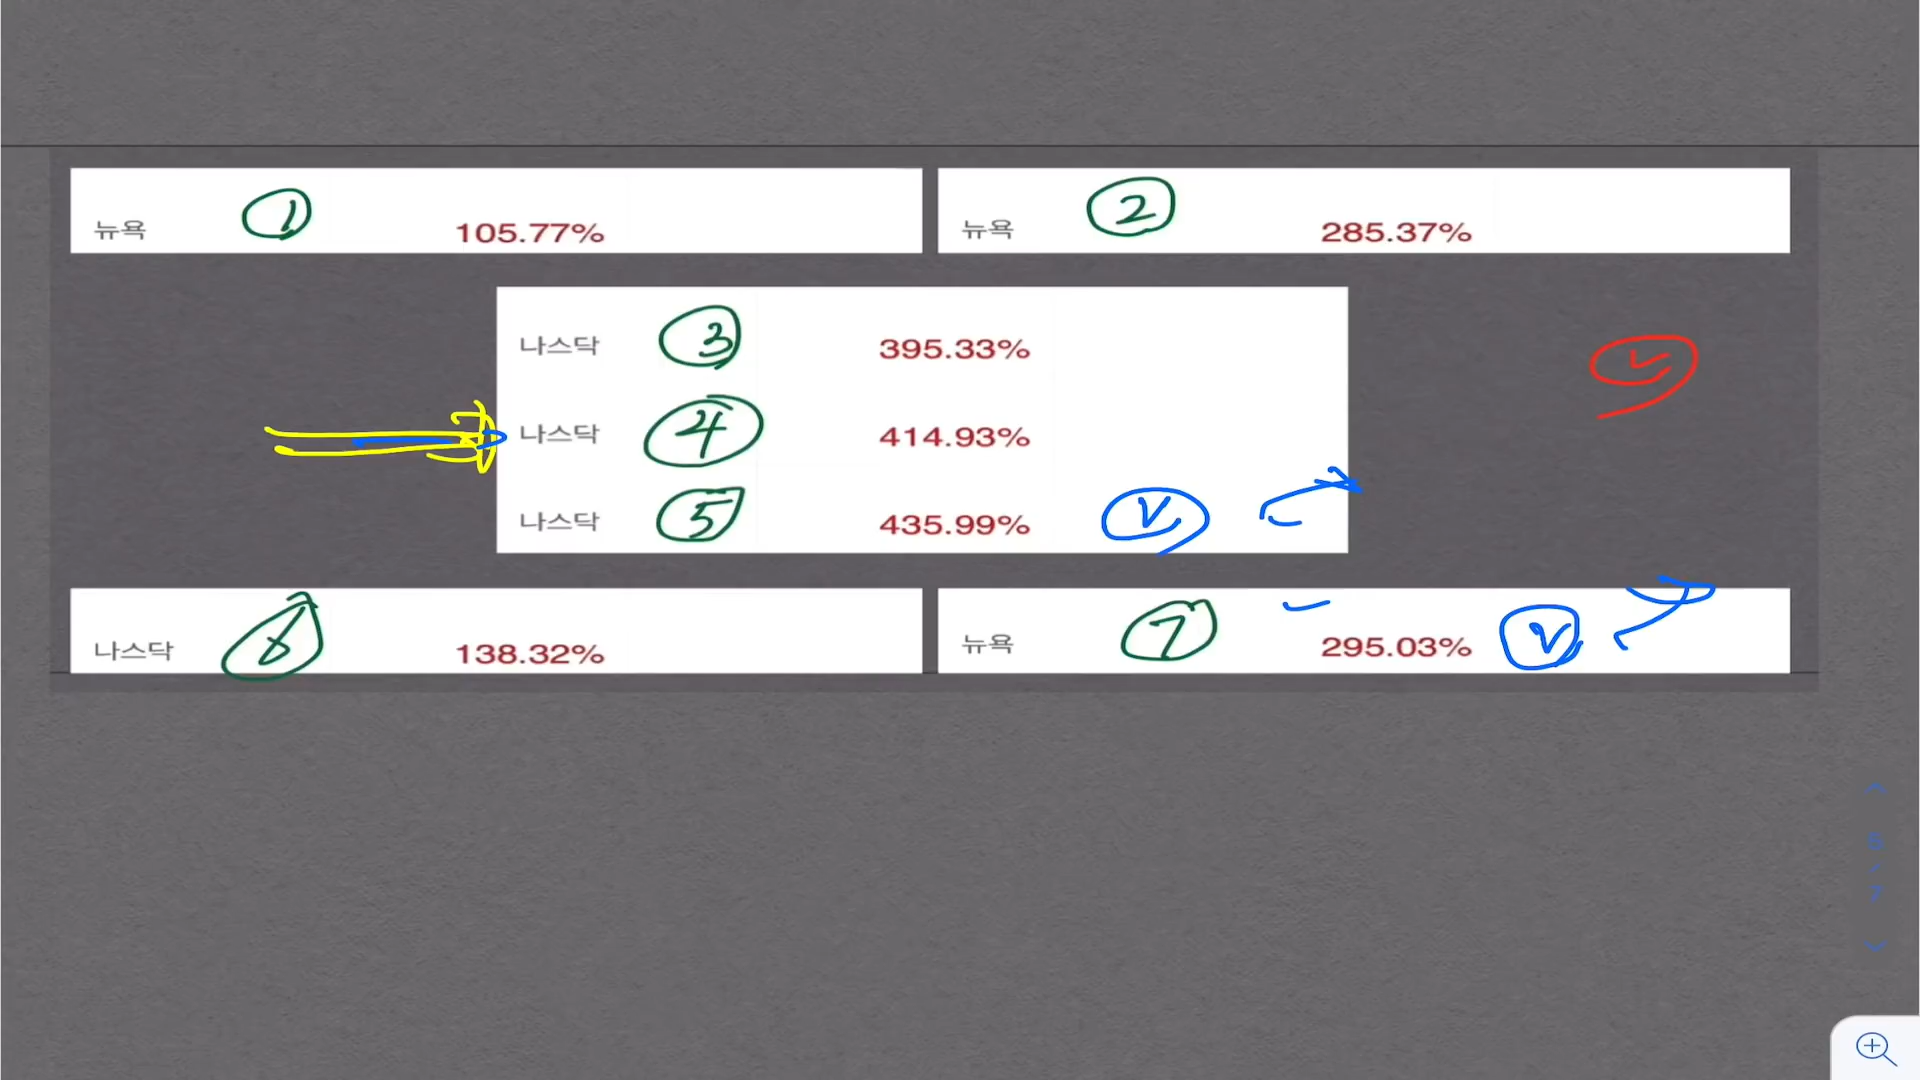 뉴욕 1 105.77%
뉴욕 2 285.37%
나스닥 3 395.33%
나스닥 4 414.93%
나스닥 5 435.99% V
나스닥 6 138.32%
뉴욕 7 295.03% V